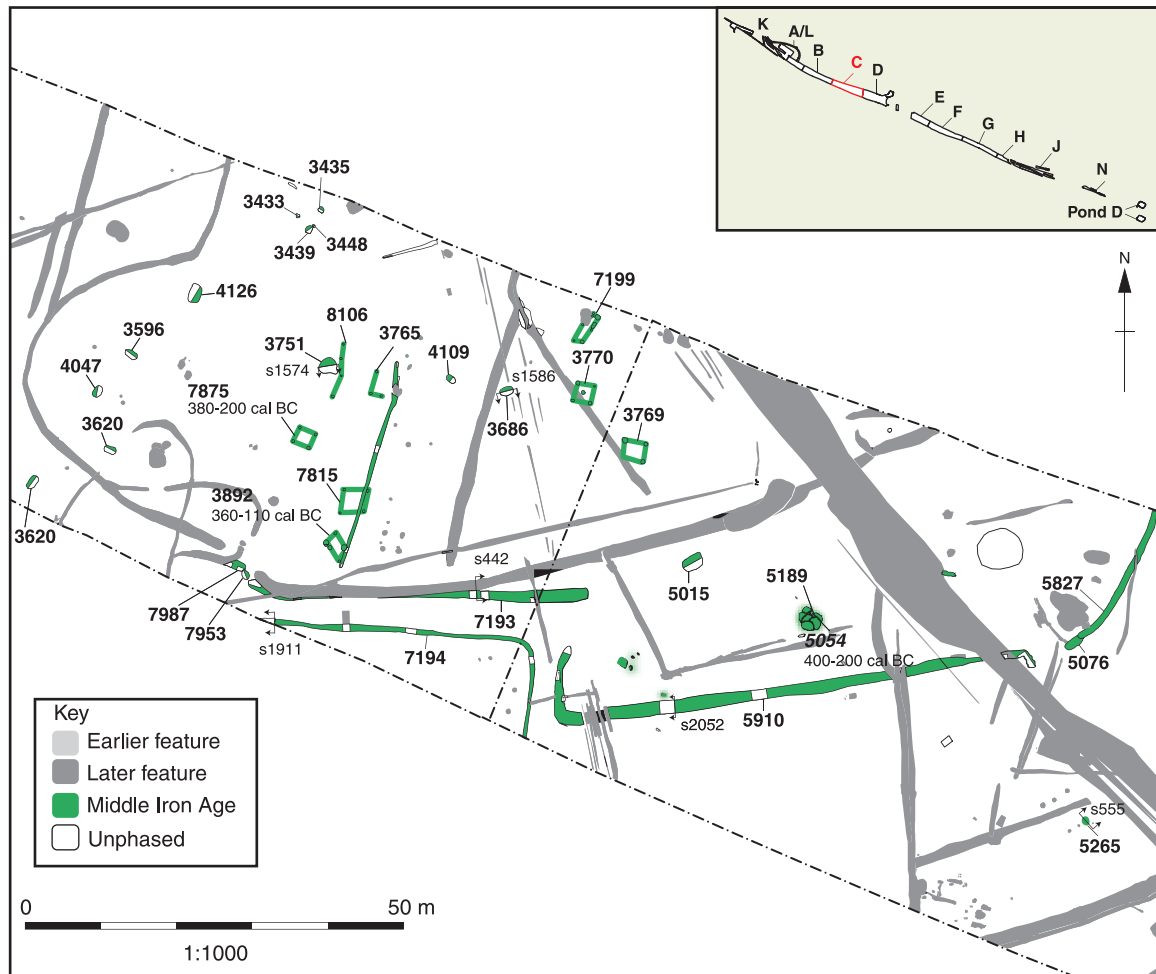 K
A/L
B
C
D
E
F
G
H
J
N
Pond D
N
3435
3433
3448
3439
4126
7199
8106
3596
3751
3765
s1574
3770
4109
4047
s1586
7875
380-200 cal BC
3686
3769
3620
7815
3892
360-110 cal BC
3620
s442
5015
5189
5827
7987
7193
5054
7953
400-200 cal BC
5076
s1911
7194
s2052
5910
Key
Earlier feature
Later feature
Middle Iron Age
Unphased
s555
5265
0
50 m
1:1000